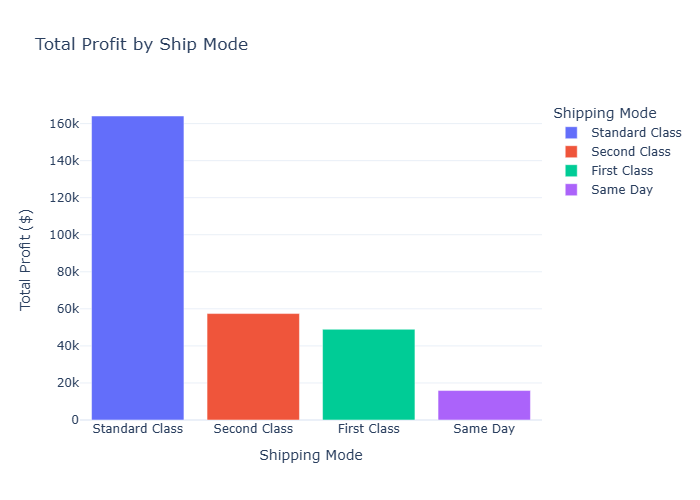 Total Profit by Ship Mode
Shipping Mode
Standard Class
Second Class
First Class
Same Day
Total Profit ($)
160k
140k
120k
100k
80k
60k
40k
20k
0
Standard Class
Second Class
First Class
Same Day
Shipping Mode